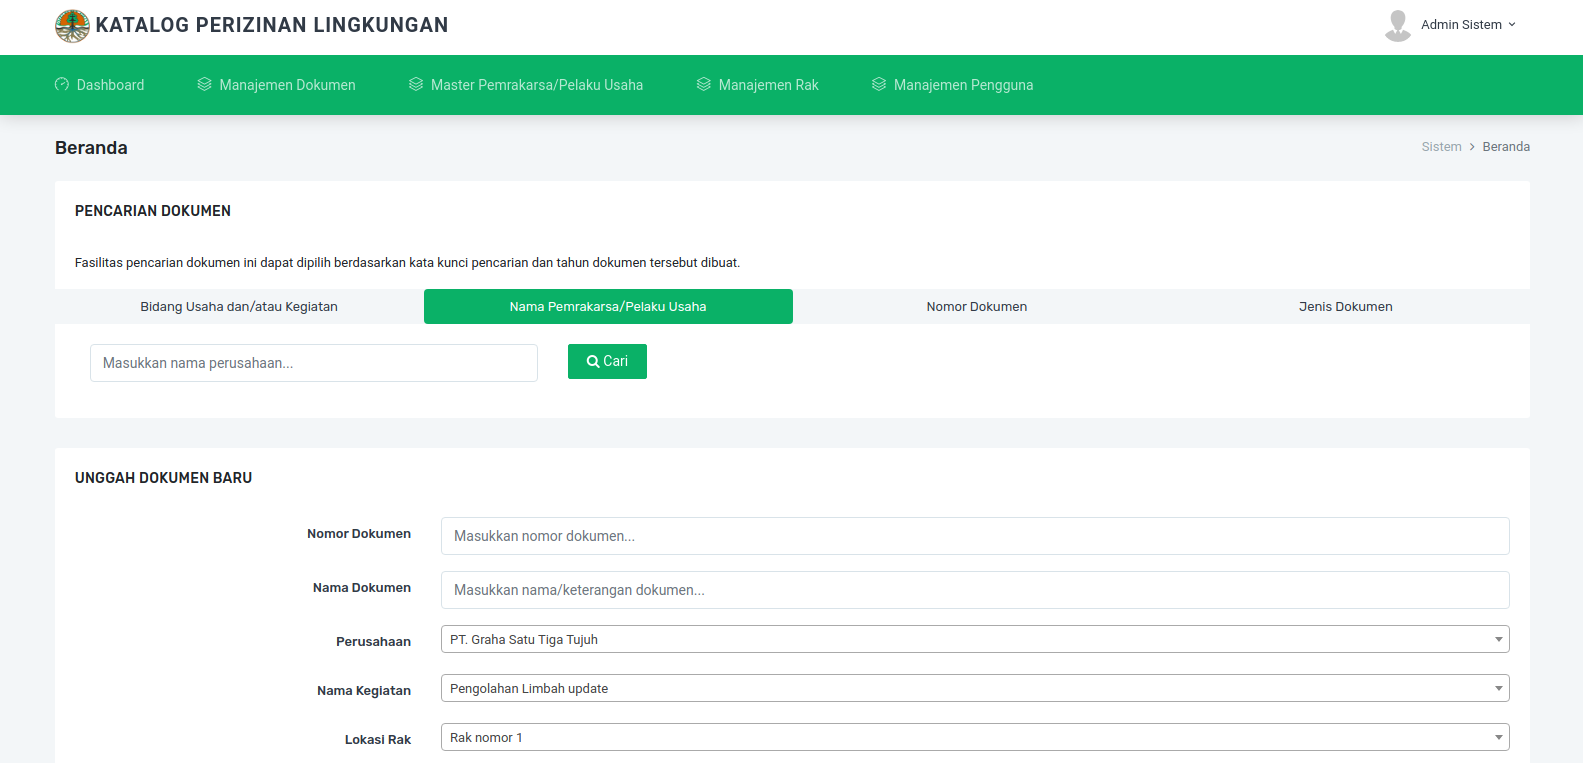 KATALOG PERIZINAN LINGKUNGAN
Admin Sistem
Dashboard
Manajemen Dokumen
Master Pemrakarsa/Pelaku Usaha
Manajemen Rak
Manajemen Pengguna
Beranda
Sistem > Beranda
PENCARIAN DOKUMEN
Fasilitas pencarian dokumen ini dapat dipilih berdasarkan kata kunci pencarian dan tahun dokumen tersebut dibuat.
Bidang Usaha dan/atau Kegiatan
Nama Pemrakarsa/Pelaku Usaha
Nomor Dokumen
Jenis Dokumen
Masukkan nama perusahaan...
Cari
UNGGAH DOKUMEN BARU
Nomor Dokumen
Masukkan nomor dokumen...
Nama Dokumen
Masukkan nama/keterangan dokumen...
Perusahaan
PT. Graha Satu Tiga Tujuh
Nama Kegiatan
Pengolahan Limbah update
Lokasi Rak
Rak nomor 1